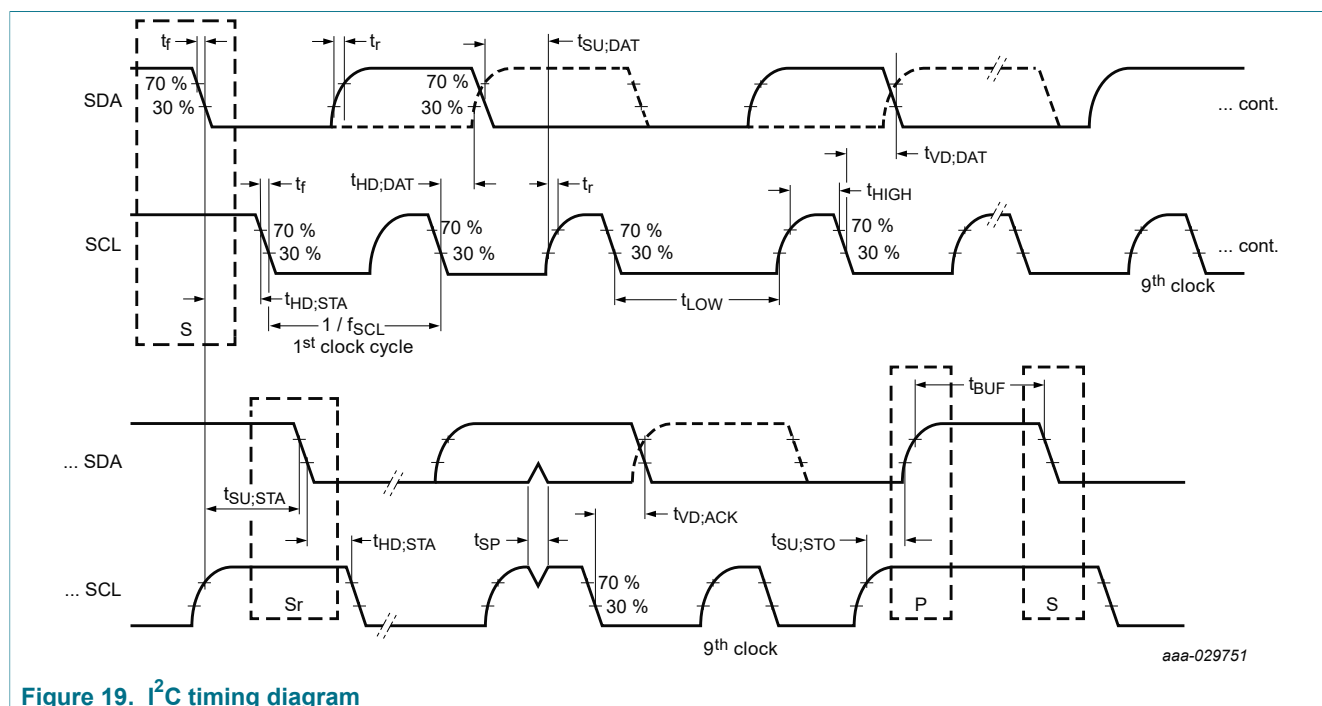 tf tr tSU;DAT
70 % 70 %
SDA 30 % 30 % ... cont.
tf tHD;DAT tr tHIGH tVD;DAT
70 % 70 % 70 % 70 %
SCL 30 % 30 % 30 % 30 % ... cont.
tHD;STA tLOW 9th clock
S 1 / fSCL
1st clock cycle
tBUF
... SDA
tSU;STA
tHD;STA tSP tVD;ACK tSU;STO
... SCL 70 %
Sr 30 % P S
9th clock
aaa-029751
Figure 19. I2C timing diagram